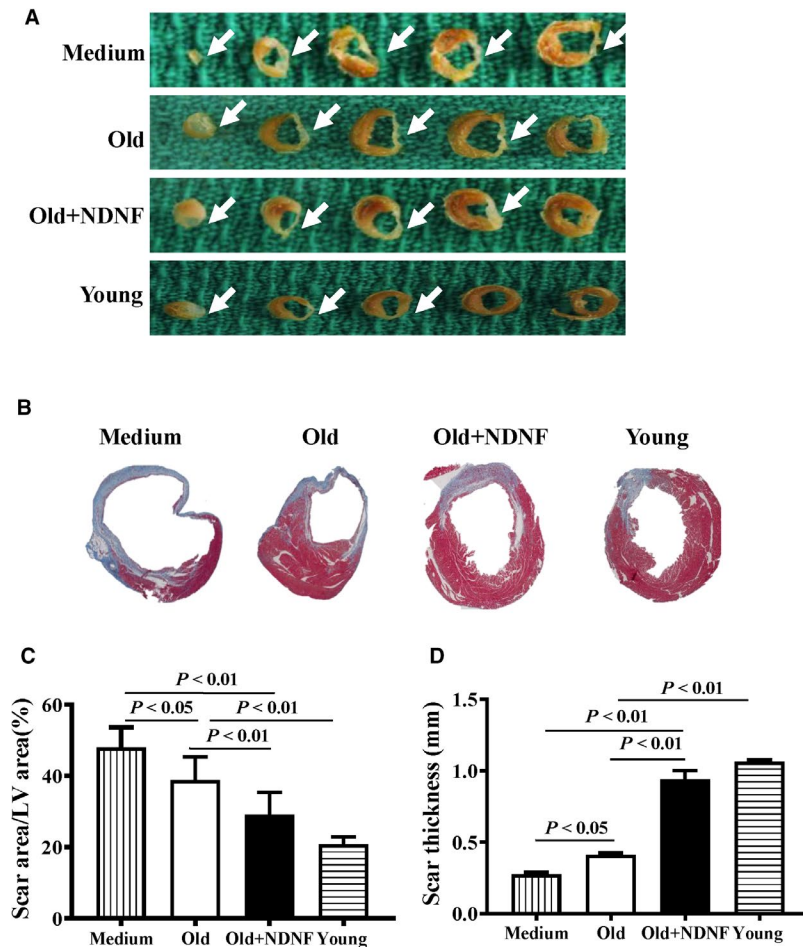 A
Medium
Old
Old+NDNF
Young
B
Medium Old Old+NDNF Young
C
P < 0.01
P < 0.05 P < 0.01
P < 0.01
Scar area/LV area(%)
60
40
20
0
Medium Old Old+NDNF Young
D
P < 0.01
P < 0.01
P < 0.01
P < 0.05
Scar thickness (mm)
1.5
1.0
0.5
0.0
Medium Old Old+NDNF Young